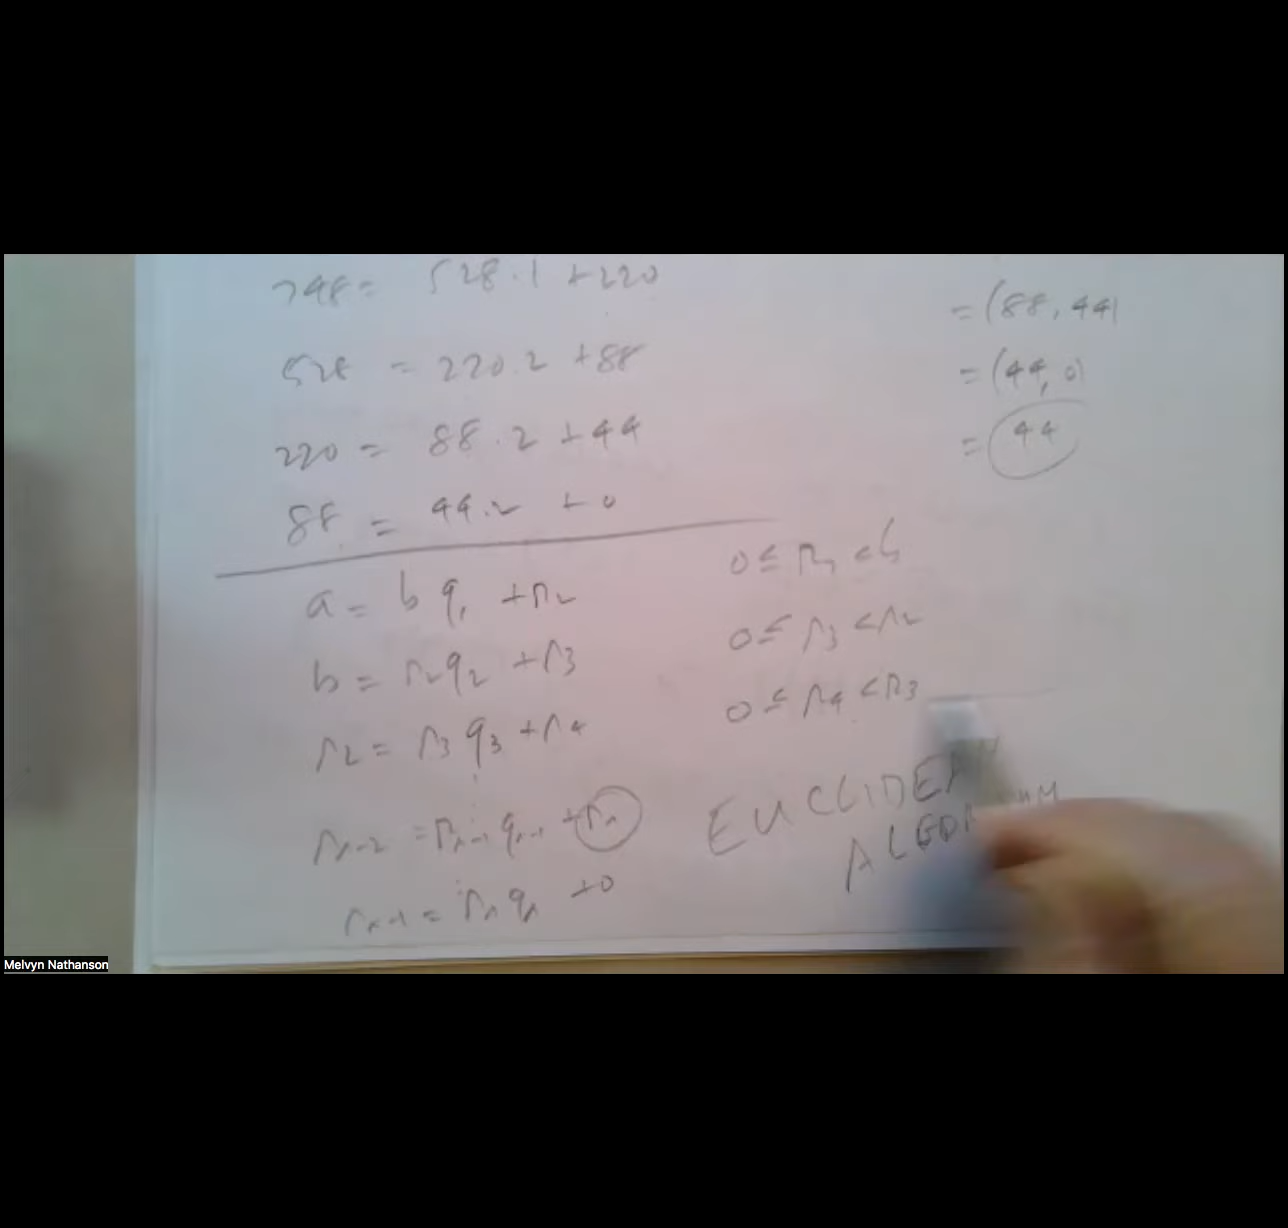 748 = 528.1 + 220
528 = 220.2 + 88
220 = 88.2 + 44
88 = 44.2 + 0
= (88, 44)
= (44, 0)
= 44
a = b q₁ + r₂
b = r₂q₂ + r₃
r₂ = r₃ q₃ + r₄
rₙ₋₂ = rₙ₋₁ qₙ₋₁ + rₙ
rₙ₋₁ = rₙ qₙ + 0
0 ≤ r₂ < b
0 ≤ r₃ < r₂
0 ≤ r₄ < r₃
EUCLIDEAN
Melvyn Nathanson